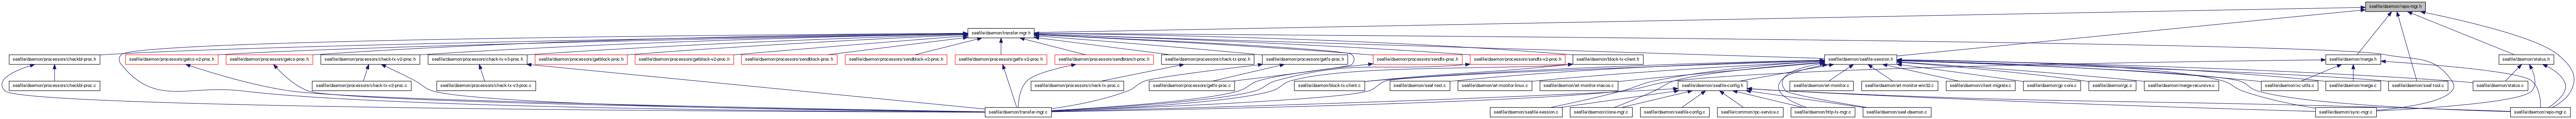 seafile/daemon/repo-mgr.h
seafile/daemon/transfer-mgr.h
seafile/daemon/processors/checkbl-proc.h
seafile/daemon/processors/getcs-v2-proc.h
seafile/daemon/processors/getcs-proc.h
seafile/daemon/processors/check-tx-v2-proc.h
seafile/daemon/processors/check-tx-v3-proc.h
seafile/daemon/processors/getblock-proc.h
seafile/daemon/processors/getblock-v2-proc.h
seafile/daemon/processors/sendblock-proc.h
seafile/daemon/processors/sendblock-v2-proc.h
seafile/daemon/processors/getfs-v2-proc.h
seafile/daemon/processors/sendbranch-proc.h
seafile/daemon/processors/check-tx-proc.h
seafile/daemon/processors/getfs-proc.h
seafile/daemon/processors/sendfs-proc.h
seafile/daemon/processors/sendfs-v2-proc.h
seafile/daemon/block-tx-client.h
seafile/daemon/seafile-session.h
seafile/daemon/merge.h
seafile/daemon/status.h
seafile/daemon/processors/checkbl-proc.c
seafile/daemon/processors/check-tx-v2-proc.c
seafile/daemon/processors/check-tx-v3-proc.c
seafile/daemon/processors/check-tx-proc.c
seafile/daemon/processors/getfs-proc.c
seafile/daemon/block-tx-client.c
seafile/daemon/seaf-test.c
seafile/daemon/wt-monitor-linux.c
seafile/daemon/wt-monitor-macos.c
seafile/daemon/seafile-config.h
seafile/daemon/wt-monitor.c
seafile/daemon/wt-monitor-win32.c
seafile/daemon/client-migrate.c
seafile/daemon/gc-core.c
seafile/daemon/gc.c
seafile/daemon/merge-recursive.c
seafile/daemon/vc-utils.c
seafile/daemon/merge.c
seafile/daemon/seaf-tool.c
seafile/daemon/status.c
seafile/daemon/transfer-mgr.c
seafile/daemon/seafile-session.c
seafile/daemon/clone-mgr.c
seafile/daemon/seafile-config.c
seafile/common/rpc-service.c
seafile/daemon/http-tx-mgr.c
seafile/daemon/seaf-daemon.c
seafile/daemon/sync-mgr.c
seafile/daemon/repo-mgr.c